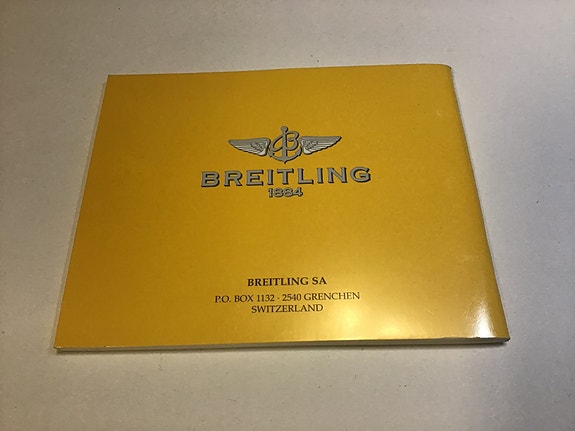 B
BREITLING
1884
BREITLING SA
P.O. BOX 1132 · 2540 GRENCHEN
SWITZERLAND